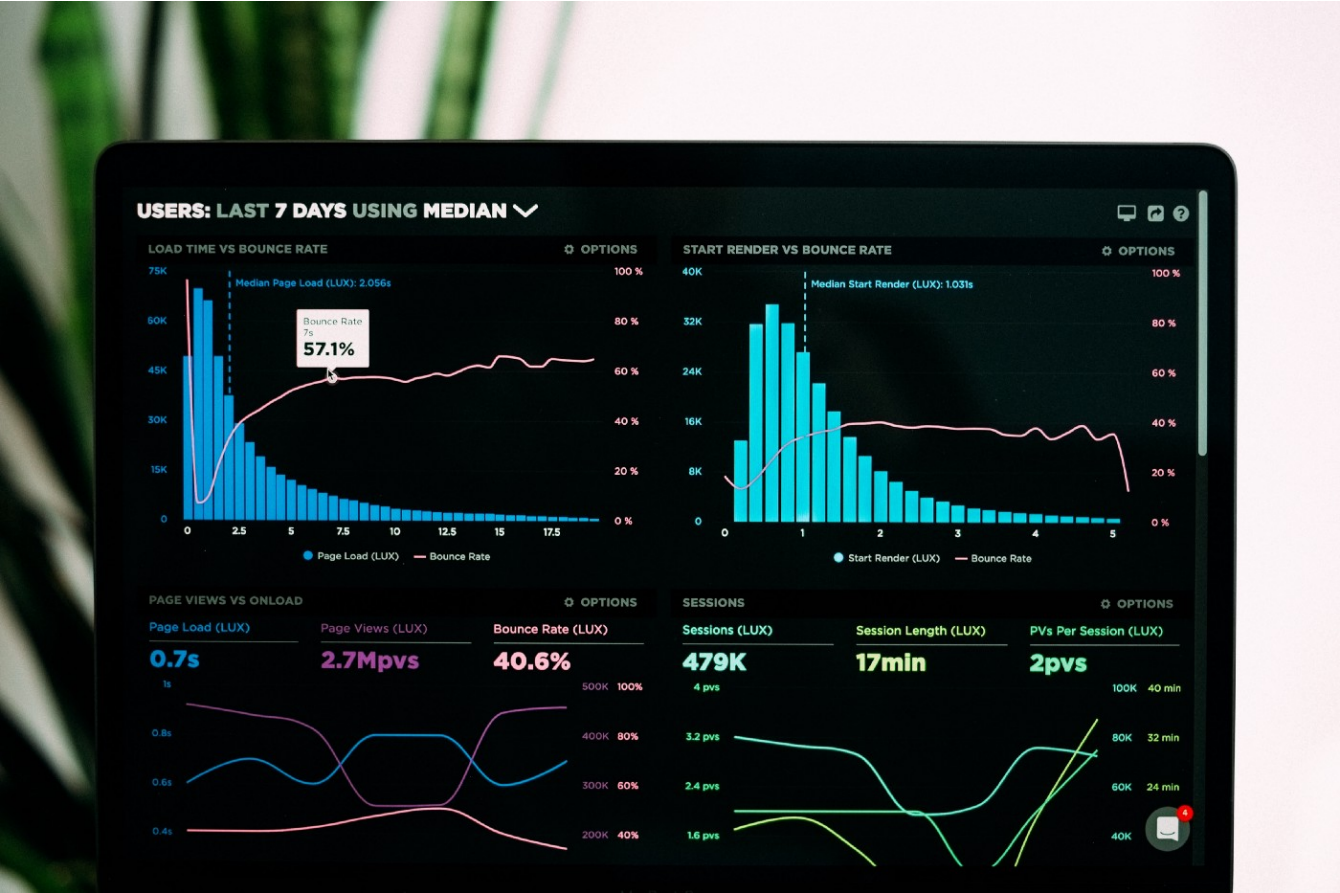 USERS: LAST 7 DAYS USING MEDIAN
LOAD TIME VS BOUNCE RATE
OPTIONS
75K
60K
45K
30K
15K
0
100 %
80 %
60 %
40 %
20 %
0 %
Median Page Load (LUX): 2.056s
Bounce Rate
7s
57.1%
0 2.5 5 7.5 10 12.5 15 17.5
Page Load (LUX) Bounce Rate
START RENDER VS BOUNCE RATE
OPTIONS
40K
32K
24K
16K
8K
0
100 %
80 %
60 %
40 %
20 %
0 %
Median Start Render (LUX): 1.031s
0 1 2 3 4 5
Start Render (LUX) Bounce Rate
PAGE VIEWS VS ONLOAD
OPTIONS
Page Load (LUX)
0.7s
Page Views (LUX)
2.7Mpvs
Bounce Rate (LUX)
40.6%
1s
0.8s
0.6s
0.4s
500K 100%
400K 80%
300K 60%
200K 40%
SESSIONS
OPTIONS
Sessions (LUX)
479K
Session Length (LUX)
17min
PVs Per Session (LUX)
2pvs
4 pvs
3.2 pvs
2.4 pvs
1.6 pvs
100K 40 min
80K 32 min
60K 24 min
40K
4